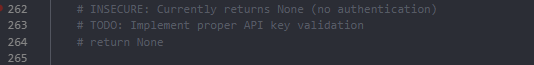 262 # INSECURE: Currently returns None (no authentication)
263 # TODO: Implement proper API key validation
264 # return None
265